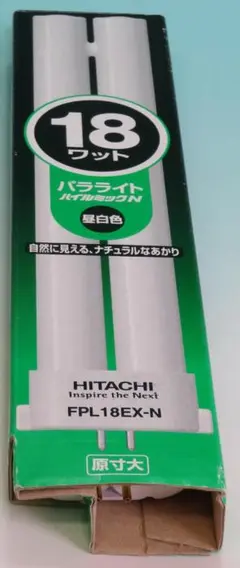 18
ワット
パラライト
ハイルミックN
昼白色
自然に見える、ナチュラルなあかり
HITACHI
Inspire the Next
FPL18EX-N
原寸大